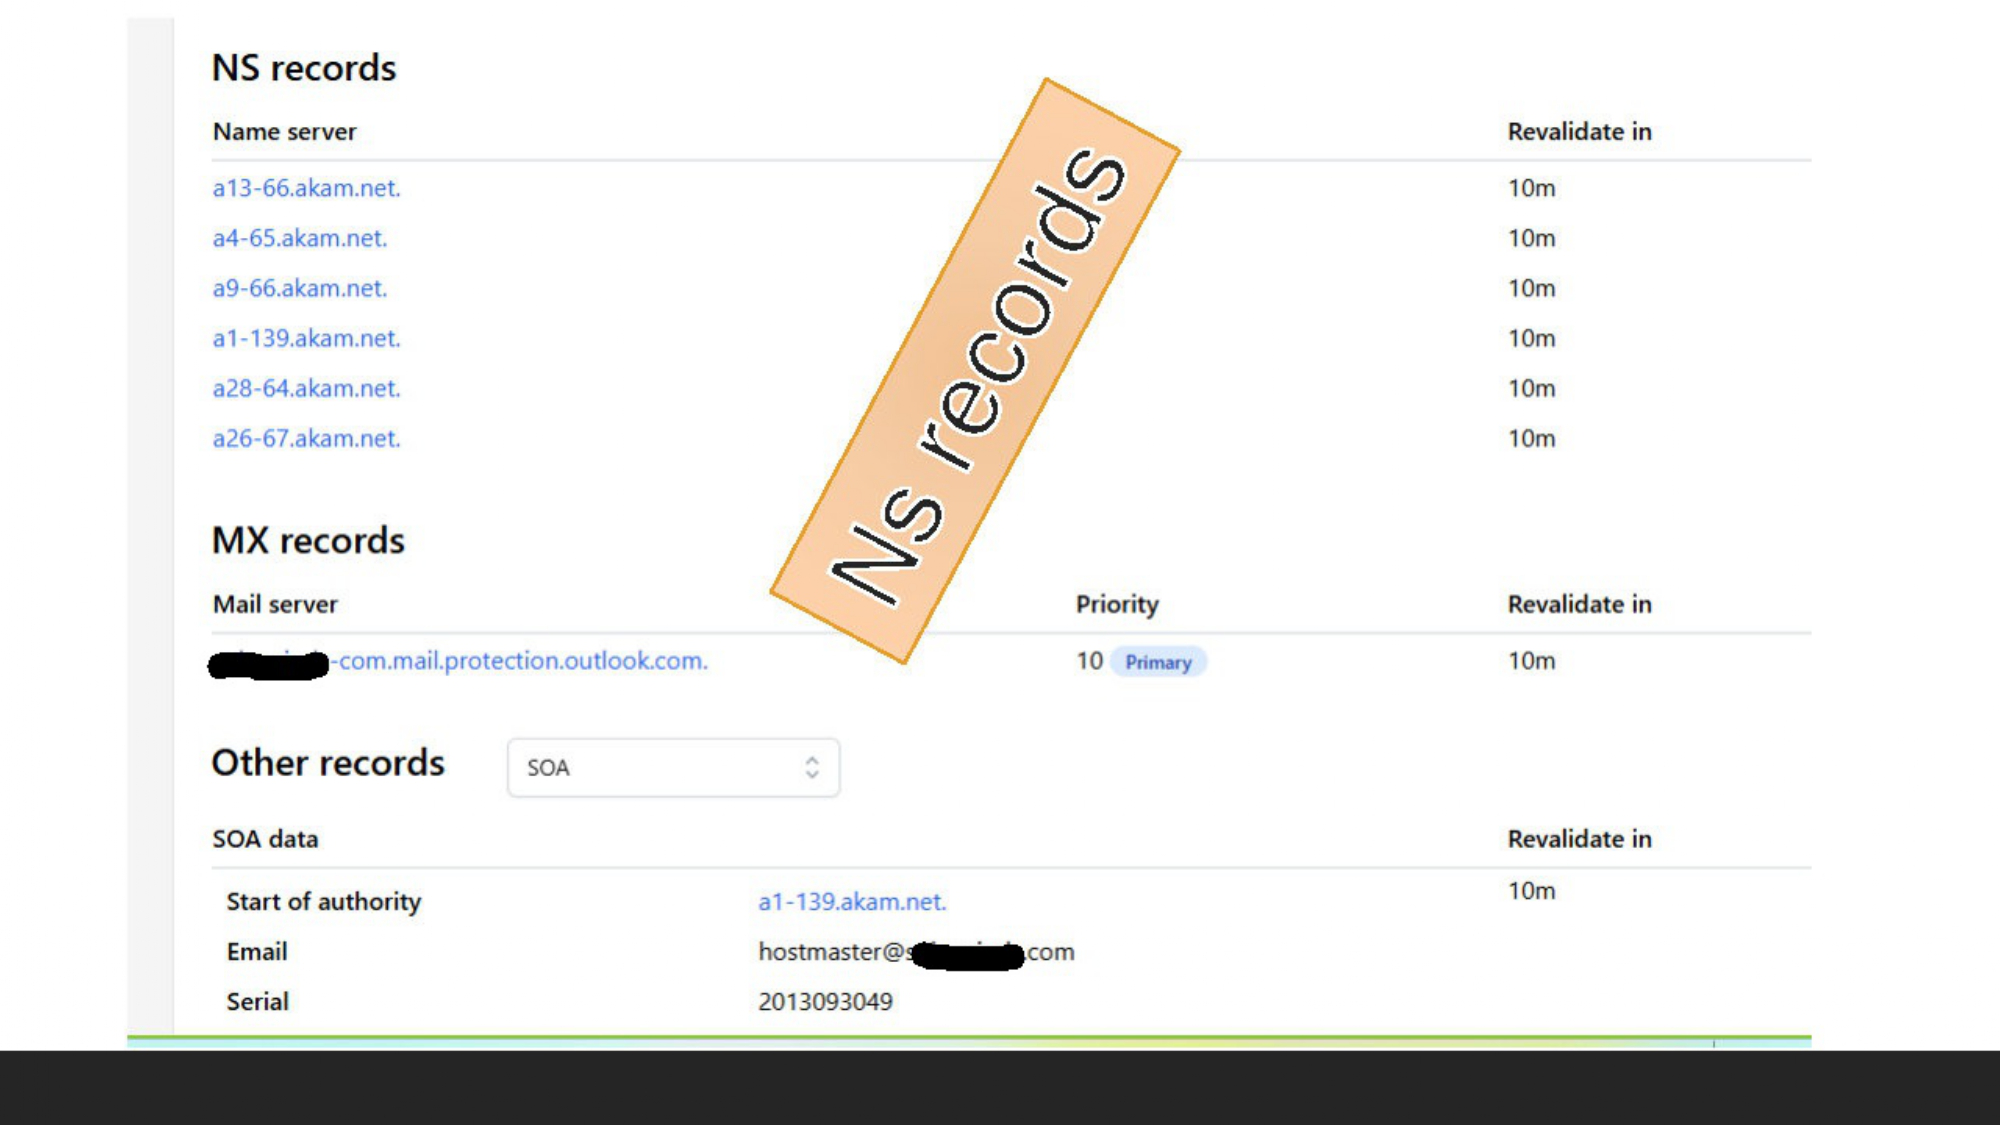 NS records
Name server Revalidate in
a13-66.akam.net. 10m
a4-65.akam.net. 10m
a9-66.akam.net. 10m
a1-139.akam.net. 10m
a28-64.akam.net. 10m
a26-67.akam.net. 10m
Ns records
MX records
Mail server Priority Revalidate in
-com.mail.protection.outlook.com. 10 Primary 10m
Other records SOA
SOA data Revalidate in
Start of authority a1-139.akam.net. 10m
Email hostmaster@ .com
Serial 2013093049